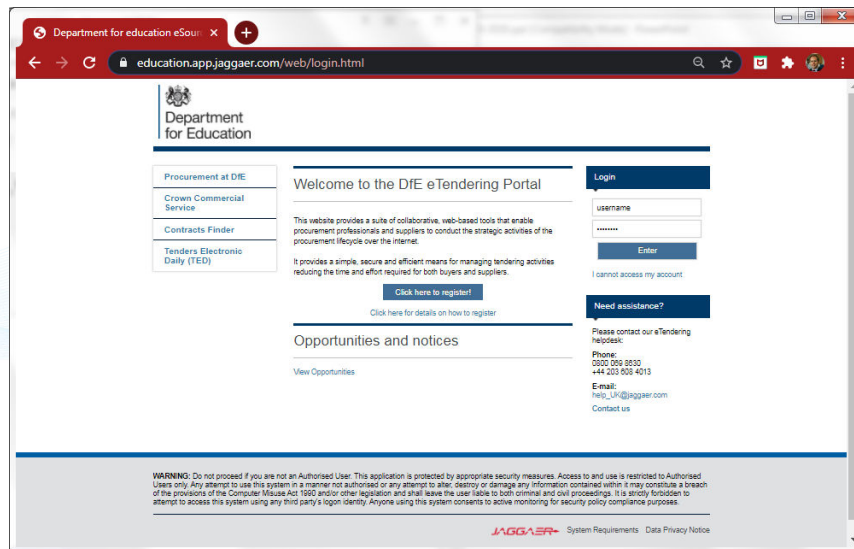 Department for education eSour
education.app.jaggaer.com/web/login.html
Department
for Education
Procurement at DfE
Crown Commercial
Service
Contracts Finder
Tenders Electronic
Daily (TED)
Welcome to the DfE eTendering Portal
This website provides a suite of collaborative, web-based tools that enable
procurement professionals and suppliers to conduct the strategic activities of the
procurement lifecycle over the internet.
It provides a simple, secure and efficient means for managing tendering activities
reducing the time and effort required for both buyers and suppliers.
Click here to register!
Click here for details on how to register
Opportunities and notices
View Opportunities
Login
username
Enter
I cannot access my account
Need assistance?
Please contact our eTendering
helpdesk:
Phone:
0800 069 8630
+44 203 608 4013
E-mail:
help_UK@jaggaer.com
Contact us
WARNING: Do not proceed if you are not an Authorised User. This application is protected by appropriate security measures. Access to and use is restricted to Authorised
Users only. Any attempt to use this system in a manner not authorised or any attempt to alter, destroy or damage any information contained within it may constitute a breach
of the provisions of the Computer Misuse Act 1990 and/or other legislation and shall leave the user liable to both criminal and civil proceedings. It is strictly forbidden to
attempt to access this system using any third party's logon identity. Anyone using this system consents to active monitoring for security policy compliance purposes.
JAGGAER
System Requirements Data Privacy Notice